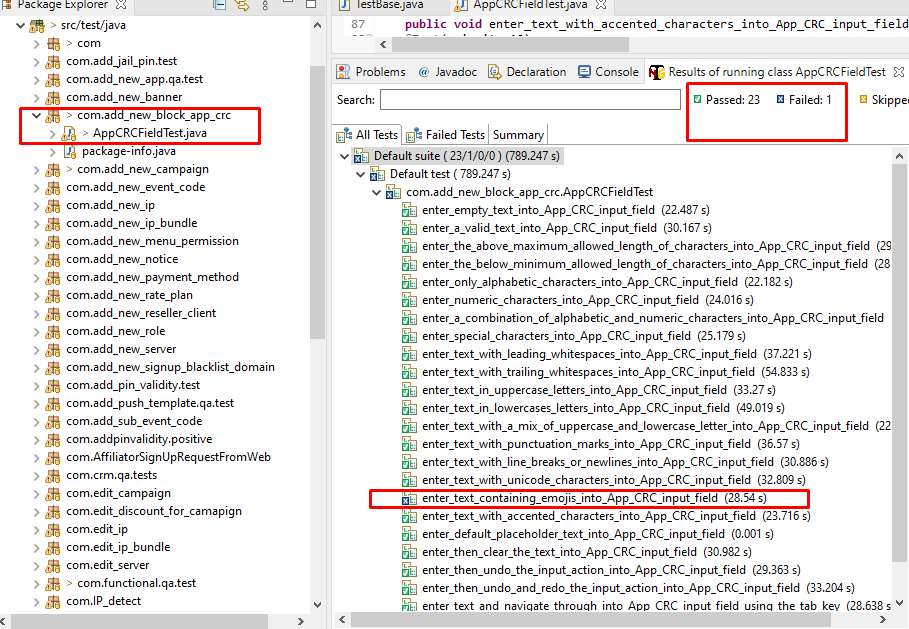 Package Explorer
src/test/java
> com
com.add_jail_pin.test
com.add_new_app.qa.test
com.add_new_banner
> com.add_new_block_app_crc
> AppCRCFieldTest.java
package-info.java
> com.add_new_campaign
com.add_new_event_code
com.add_new_ip
com.add_new_ip_bundle
com.add_new_menu_permission
com.add_new_notice
com.add_new_payment_method
com.add_new_rate_plan
com.add_new_reseller_client
com.add_new_role
com.add_new_server
com.add_new_signup_blacklist_domain
com.add_pin_validity.test
com.add_push_template.qa.test
com.add_sub_event_code
com.addpinvalidity.positive
com.AffiliatorSignUpRequestFromWeb
com.crm.qa.tests
com.edit_campaign
com.edit_discount_for_camapign
com.edit_ip
com.edit_ip_bundle
com.edit_server
> com.functional.qa.test
com.IP_detect
TestBase.java
AppCRCFieldTest.java
87 public void enter_text_with_accented_characters_into_App_CRC_input_field
Problems
@ Javadoc
Declaration
Console
Results of running class AppCRCFieldTest
Search:
Passed: 23
Failed: 1
Skipped
All Tests
Failed Tests
Summary
Default suite ( 23/1/0/0 ) (789.247 s)
Default test ( 789.247 s)
com.add_new_block_app_crc.AppCRCFieldTest
enter_empty_text_into_App_CRC_input_field (22.487 s)
enter_a_valid_text_into_App_CRC_input_field (30.167 s)
enter_the_above_maximum_allowed_length_of_characters_into_App_CRC_input_field (29
enter_the_below_minimum_allowed_length_of_characters_into_App_CRC_input_field (28.
enter_only_alphabetic_characters_into_App_CRC_input_field (22.182 s)
enter_numeric_characters_into_App_CRC_input_field (24.016 s)
enter_a_combination_of_alphabetic_and_numeric_characters_into_App_CRC_input_field
enter_special_characters_into_App_CRC_input_field (25.179 s)
enter_text_with_leading_whitespaces_into_App_CRC_input_field (37.221 s)
enter_text_with_trailing_whitespaces_into_App_CRC_input_field (54.833 s)
enter_text_in_uppercase_letters_into_App_CRC_input_field (33.27 s)
enter_text_in_lowercases_letters_into_App_CRC_input_field (49.019 s)
enter_text_with_a_mix_of_uppercase_and_lowercase_letter_into_App_CRC_input_field (22
enter_text_with_punctuation_marks_into_App_CRC_input_field (36.57 s)
enter_text_with_line_breaks_or_newlines_into_App_CRC_input_field (30.886 s)
enter_text_with_unicode_characters_into_App_CRC_input_field (32.809 s)
enter_text_containing_emojis_into_App_CRC_input_field (28.54 s)
enter_text_with_accented_characters_into_App_CRC_input_field (23.716 s)
enter_default_placeholder_text_into_App_CRC_input_field (0.001 s)
enter_then_clear_the_text_into_App_CRC_input_field (30.982 s)
enter_then_undo_the_input_action_into_App_CRC_input_field (29.363 s)
enter_then_undo_and_redo_the_input_action_into_App_CRC_input_field (33.204 s)
enter_text_and_navigate_through_into_App_CRC_input_field_using_the_tab_key (28.638 s